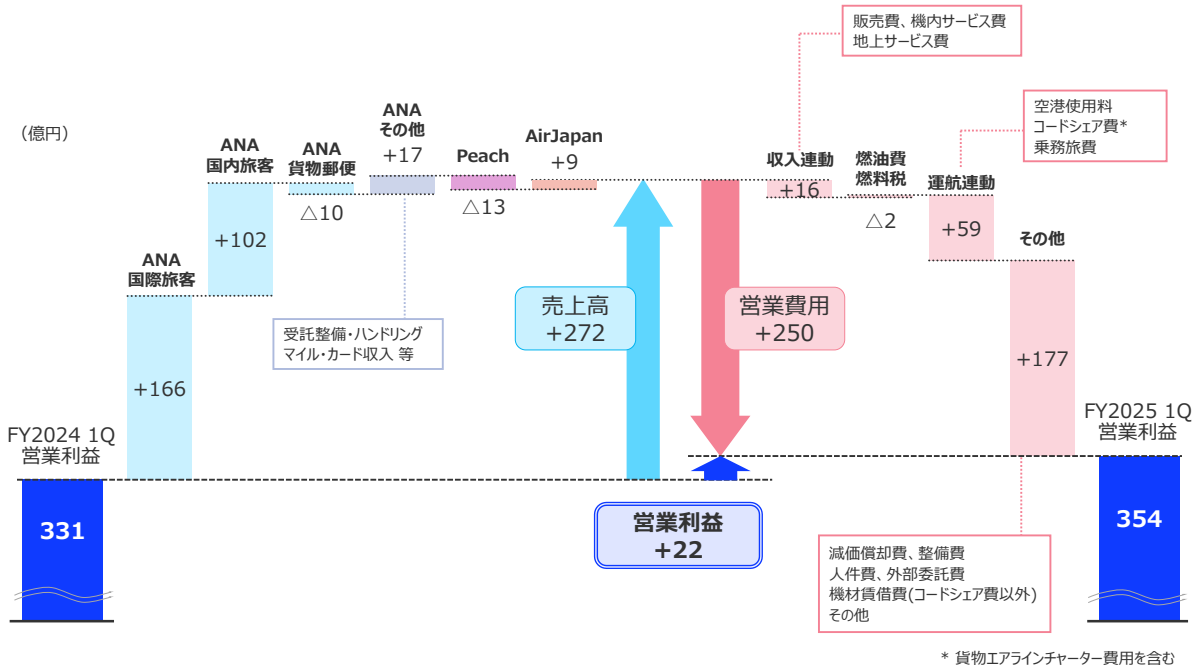 （億円）
FY2024 1Q
営業利益
331
ANA
国際旅客
+166
ANA
国内旅客
+102
ANA
貨物郵便
△10
ANA
その他
+17
受託整備・ハンドリング
マイル・カード収入 等
Peach
△13
AirJapan
+9
売上高
+272
営業費用
+250
営業利益
+22
販売費、機内サービス費
地上サービス費
収入連動
+16
燃油費
燃料税
△2
空港使用料
コードシェア費*
乗務旅費
運航連動
+59
その他
+177
減価償却費、整備費
人件費、外部委託費
機材賃借費(コードシェア費以外)
その他
FY2025 1Q
営業利益
354
* 貨物エアラインチャーター費用を含む